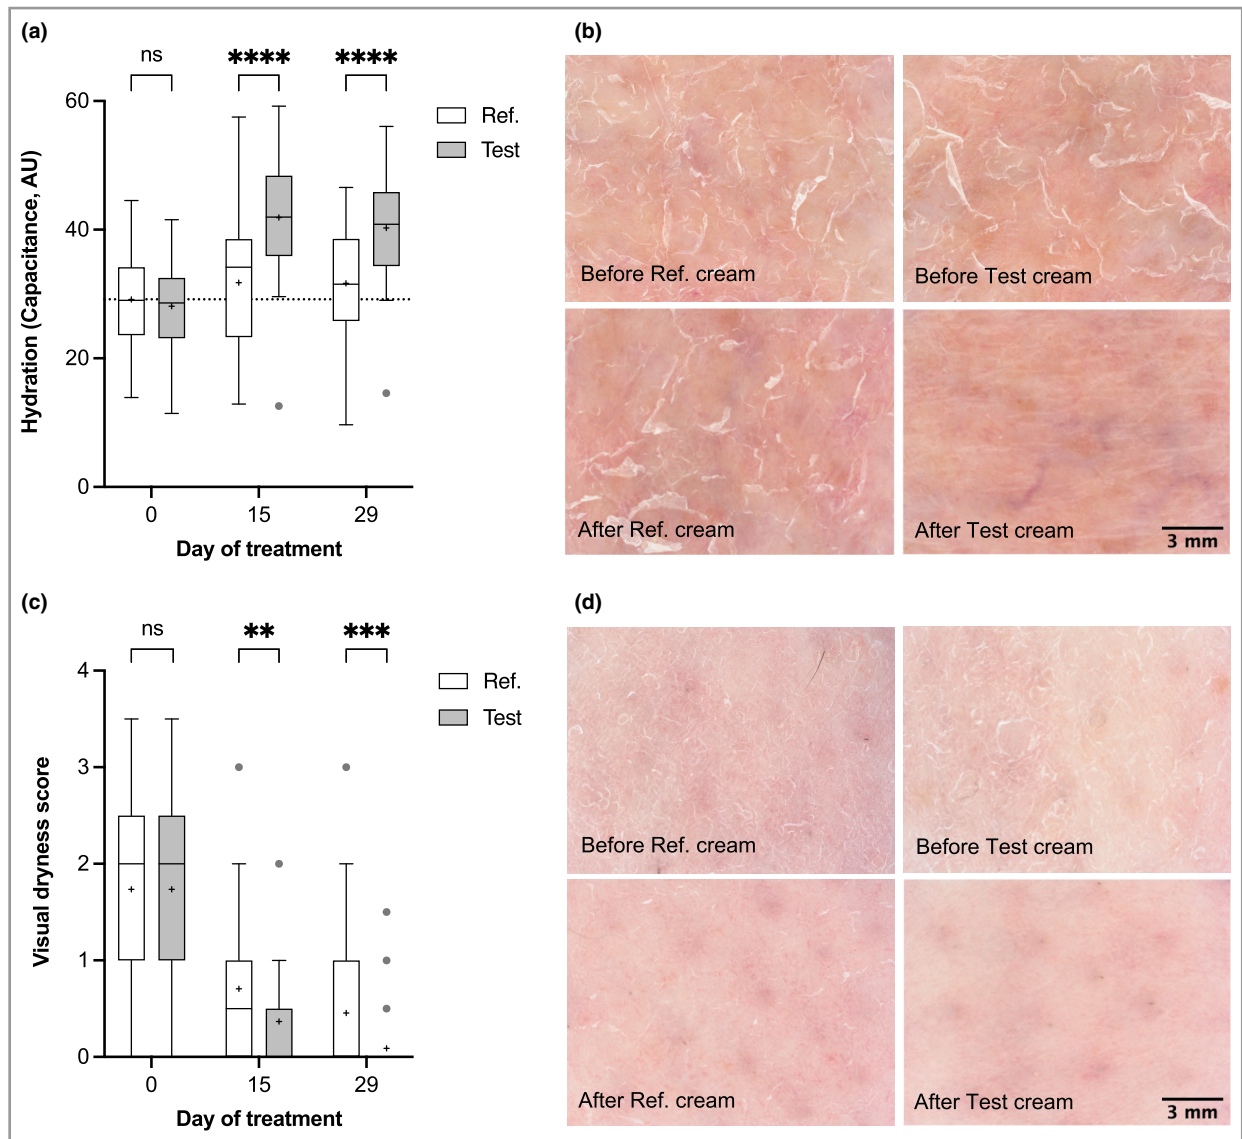 (a)
ns
****
****
Ref.
Test
60
40
20
0
Hydration (Capacitance, AU)
0
15
29
Day of treatment
(b)
Before Ref. cream
Before Test cream
After Ref. cream
After Test cream
3 mm
(c)
ns
**
***
Ref.
Test
4
3
2
1
0
Visual dryness score
0
15
29
Day of treatment
(d)
Before Ref. cream
Before Test cream
After Ref. cream
After Test cream
3 mm